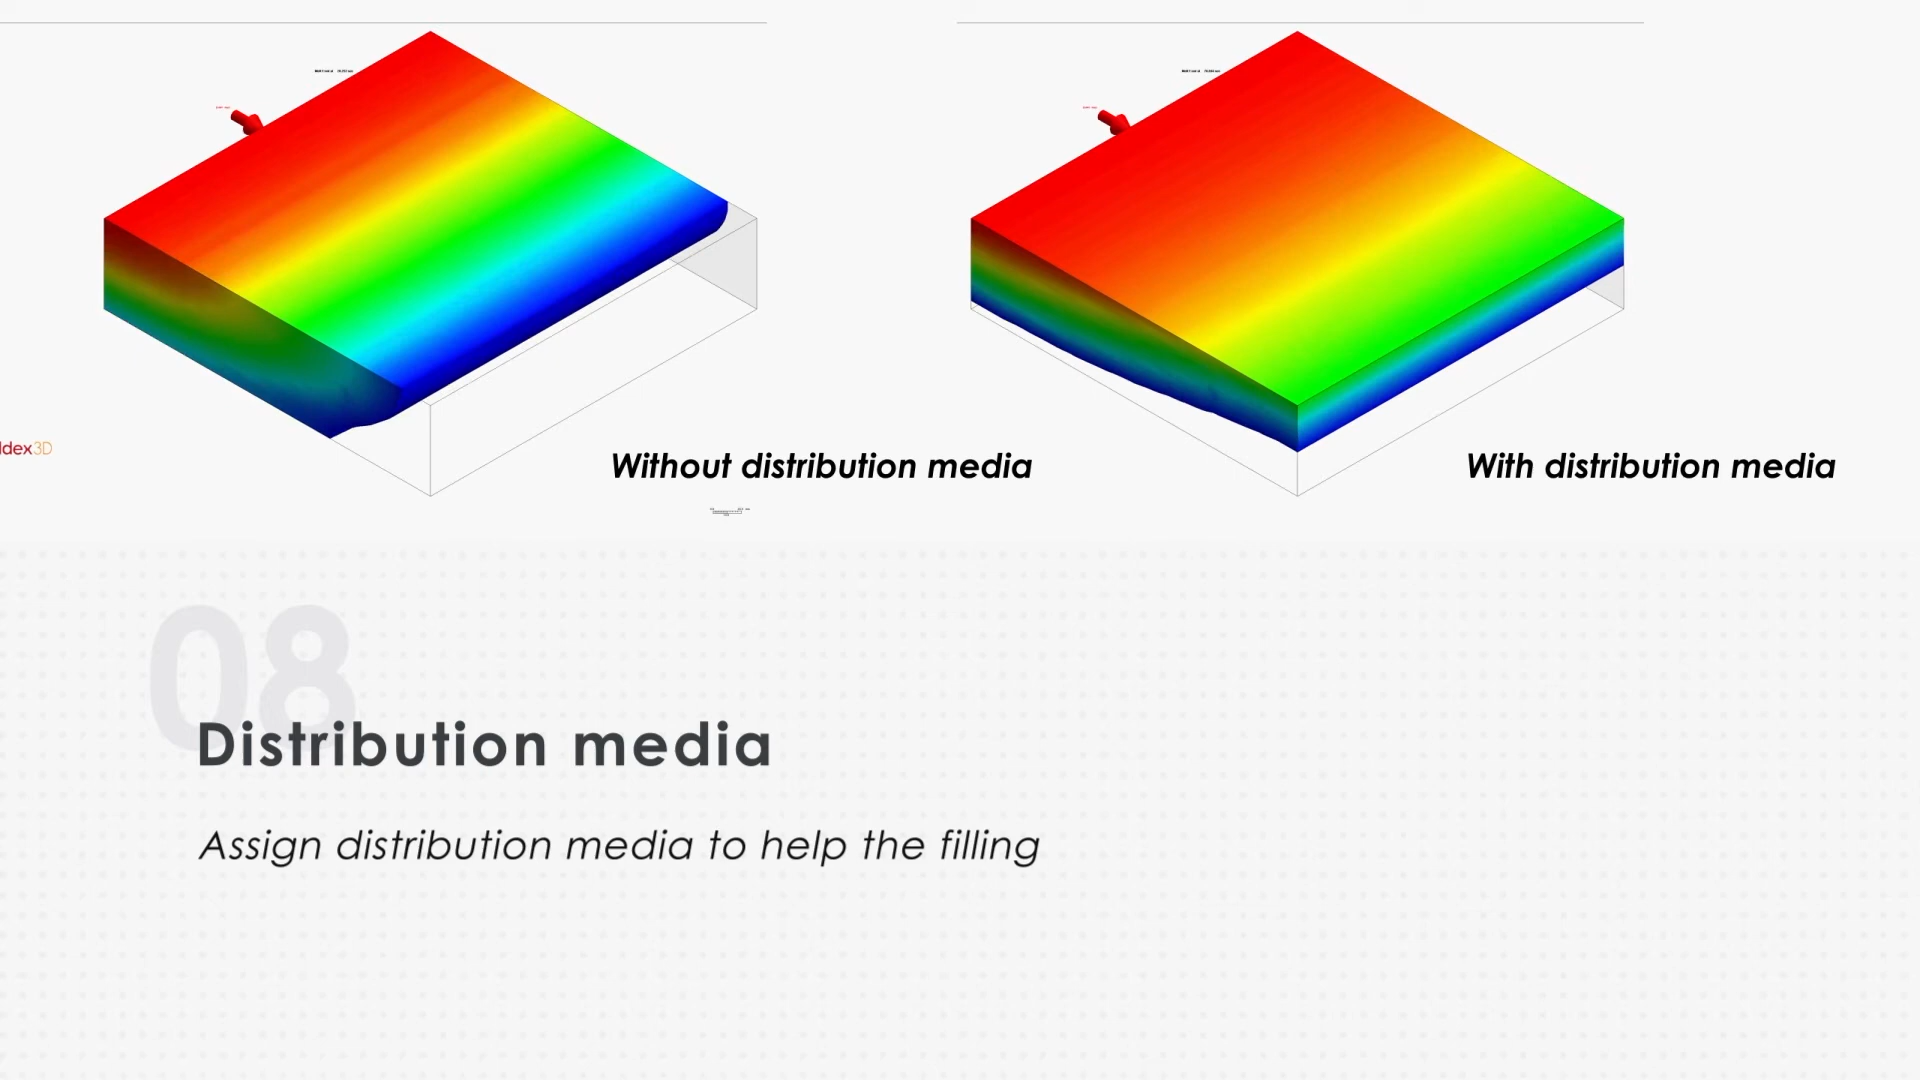 ldex3D
Without distribution media
With distribution media
08
Distribution media
Assign distribution media to help the filling